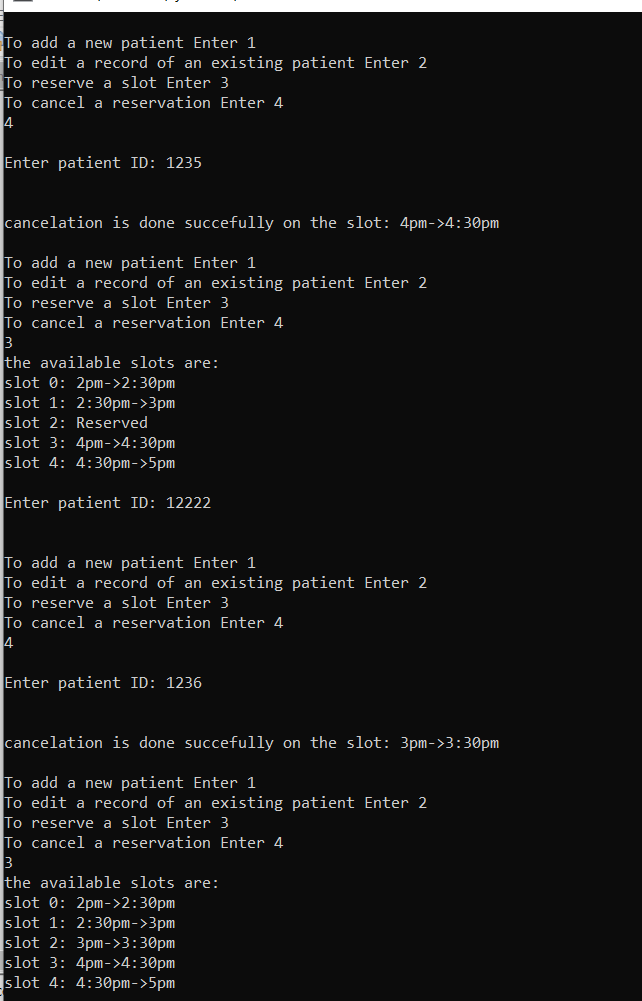 To add a new patient Enter 1
To edit a record of an existing patient Enter 2
To reserve a slot Enter 3
To cancel a reservation Enter 4
4
Enter patient ID: 1235
cancelation is done succefully on the slot: 4pm->4:30pm
To add a new patient Enter 1
To edit a record of an existing patient Enter 2
To reserve a slot Enter 3
To cancel a reservation Enter 4
3
the available slots are:
slot 0: 2pm->2:30pm
slot 1: 2:30pm->3pm
slot 2: Reserved
slot 3: 4pm->4:30pm
slot 4: 4:30pm->5pm
Enter patient ID: 12222
To add a new patient Enter 1
To edit a record of an existing patient Enter 2
To reserve a slot Enter 3
To cancel a reservation Enter 4
4
Enter patient ID: 1236
cancelation is done succefully on the slot: 3pm->3:30pm
To add a new patient Enter 1
To edit a record of an existing patient Enter 2
To reserve a slot Enter 3
To cancel a reservation Enter 4
3
the available slots are:
slot 0: 2pm->2:30pm
slot 1: 2:30pm->3pm
slot 2: 3pm->3:30pm
slot 3: 4pm->4:30pm
slot 4: 4:30pm->5pm